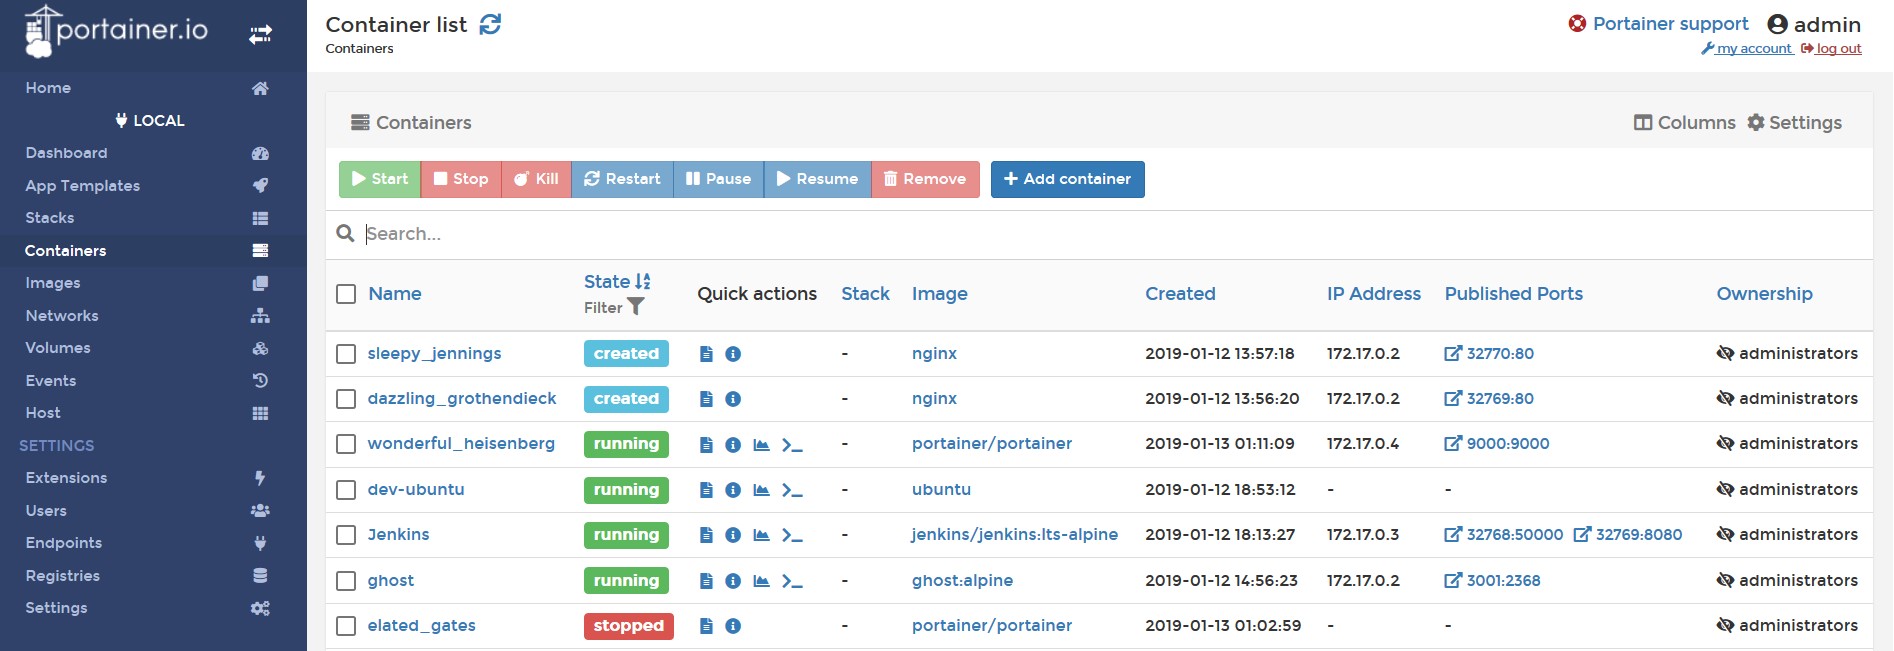 portainer.io
Home
LOCAL
Dashboard
App Templates
Stacks
Containers
Images
Networks
Volumes
Events
Host
SETTINGS
Extensions
Users
Endpoints
Registries
Settings
Container list
Containers
Portainer support admin
my account log out
Containers
Columns Settings
Start Stop Kill Restart Pause Resume Remove Add container
Search...
Name State Filter Quick actions Stack Image Created IP Address Published Ports Ownership
sleepy_jennings created - nginx 2019-01-12 13:57:18 172.17.0.2 32770:80 administrators
dazzling_grothendieck created - nginx 2019-01-12 13:56:20 172.17.0.2 32769:80 administrators
wonderful_heisenberg running - portainer/portainer 2019-01-13 01:11:09 172.17.0.4 9000:9000 administrators
dev-ubuntu running - ubuntu 2019-01-12 18:53:12 - - administrators
Jenkins running - jenkins/jenkins:lts-alpine 2019-01-12 18:13:27 172.17.0.3 32768:50000 32769:8080 administrators
ghost running - ghost:alpine 2019-01-12 14:56:23 172.17.0.2 3001:2368 administrators
elated_gates stopped - portainer/portainer 2019-01-13 01:02:59 - - administrators